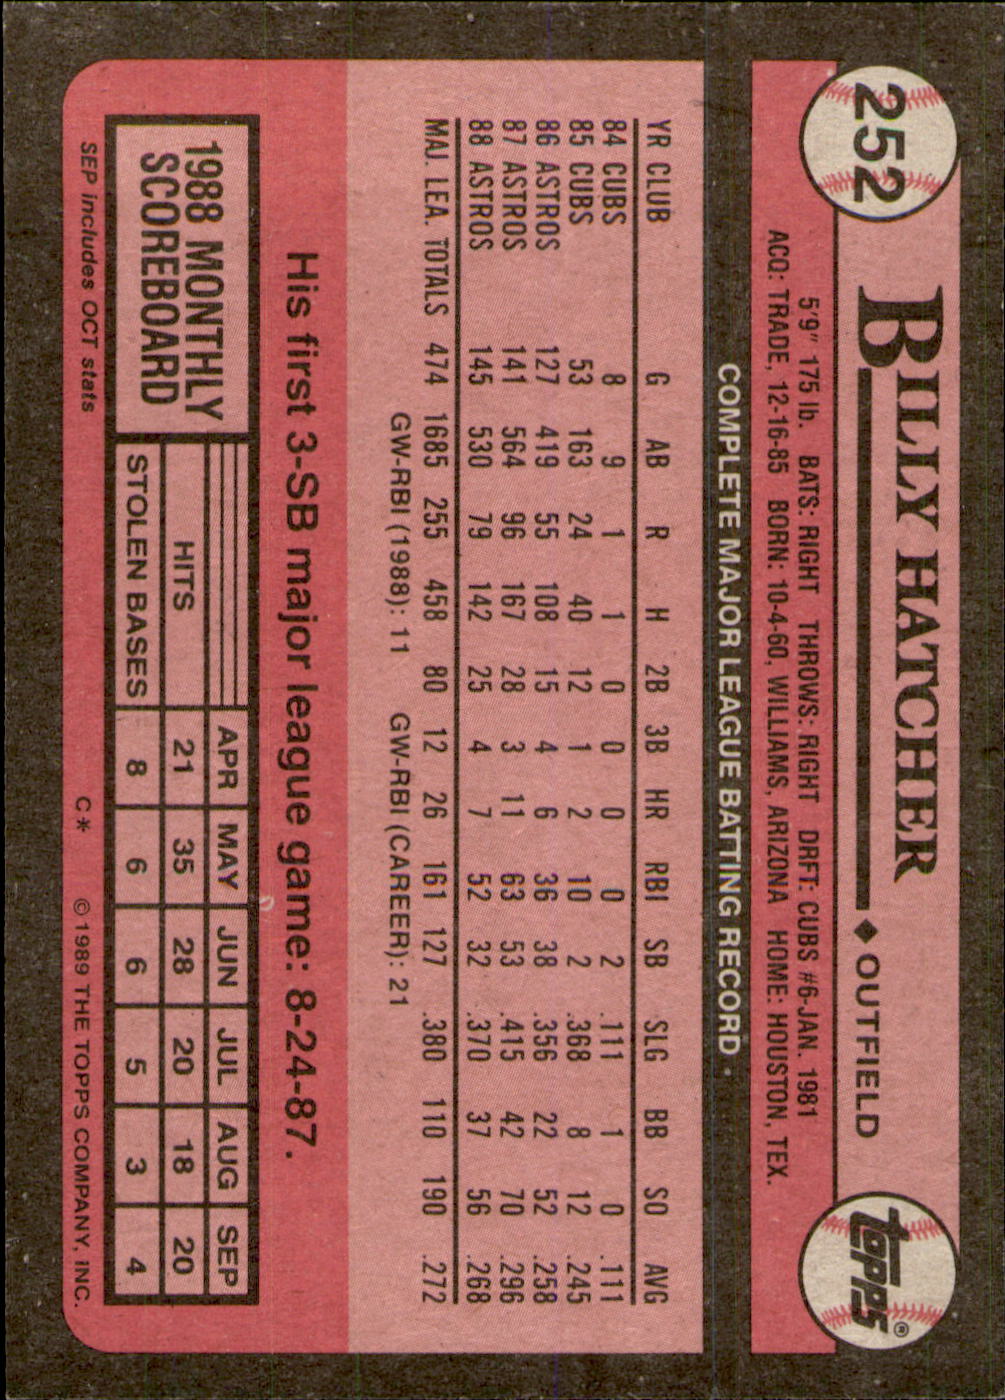 252
BILLY HATCHER
◆ OUTFIELD
topps®
5'9" 175 lb. BATS: RIGHT THROWS: RIGHT DRFT: CUBS #6-JAN. 1981
ACQ: TRADE, 12-16-85 BORN: 10-4-60, WILLIAMS, ARIZONA HOME: HOUSTON, TEX.
COMPLETE MAJOR LEAGUE BATTING RECORD
YR CLUB G AB R H 2B 3B HR RBI SB SLG BB SO AVG
84 CUBS 8 9 1 1 0 0 0 0 2 .111 1 0 .111
85 CUBS 53 163 24 40 12 1 2 10 2 .368 8 12 .245
86 ASTROS 127 419 55 108 15 4 6 36 38 .356 22 52 .258
87 ASTROS 141 564 96 167 28 3 11 63 53 .415 42 70 .296
88 ASTROS 145 530 79 142 25 4 7 52 32 .370 37 56 .268
MAJ. LEA. TOTALS 474 1685 255 458 80 12 26 161 127 .380 110 190 .272
GW-RBI (1988): 11 GW-RBI (CAREER): 21
His first 3-SB major league game: 8-24-87.
1988 MONTHLY
SCOREBOARD
APR MAY JUN JUL AUG SEP
HITS 21 35 28 20 18 20
STOLEN BASES 8 6 6 5 3 4
SEP includes OCT stats C* © 1989 THE TOPPS COMPANY, INC.